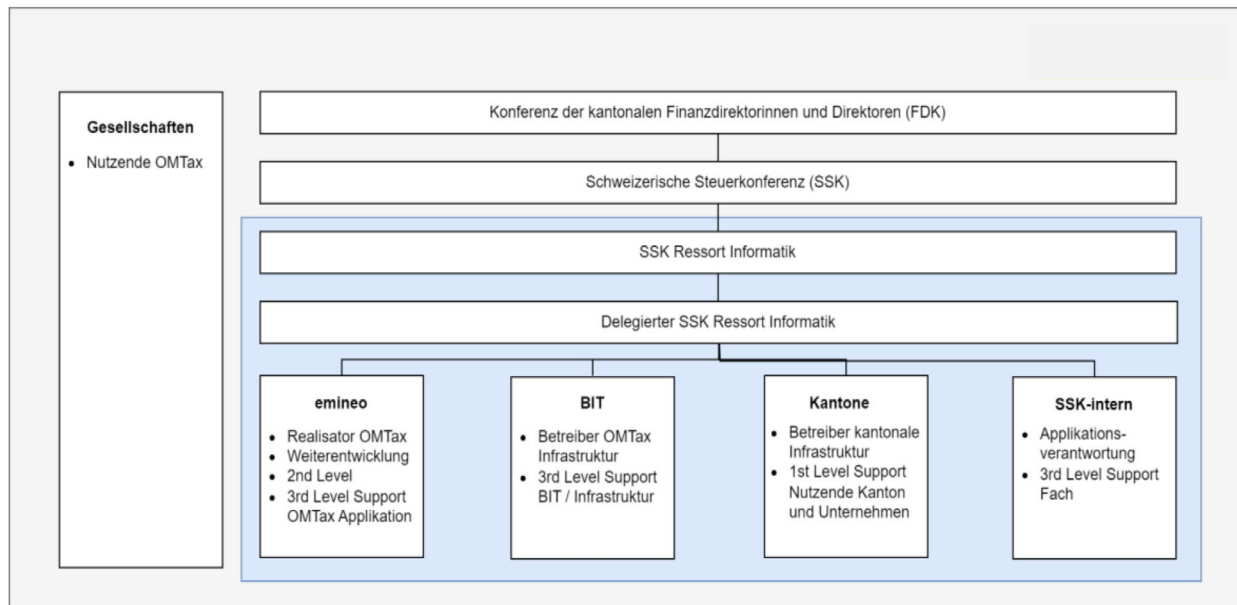 Gesellschaften
• Nutzende OMTax
Konferenz der kantonalen Finanzdirektorinnen und Direktoren (FDK)
Schweizerische Steuerkonferenz (SSK)
SSK Ressort Informatik
Delegierter SSK Ressort Informatik
emineo
• Realisator OMTax
• Weiterentwicklung
• 2nd Level
• 3rd Level Support
OMTax Applikation
BIT
• Betreiber OMTax
Infrastruktur
• 3rd Level Support
BIT / Infrastruktur
Kantone
• Betreiber kantonale
Infrastruktur
• 1st Level Support
Nutzende Kanton
und Unternehmen
SSK-intern
• Applikations-
verantwortung
• 3rd Level Support
Fach